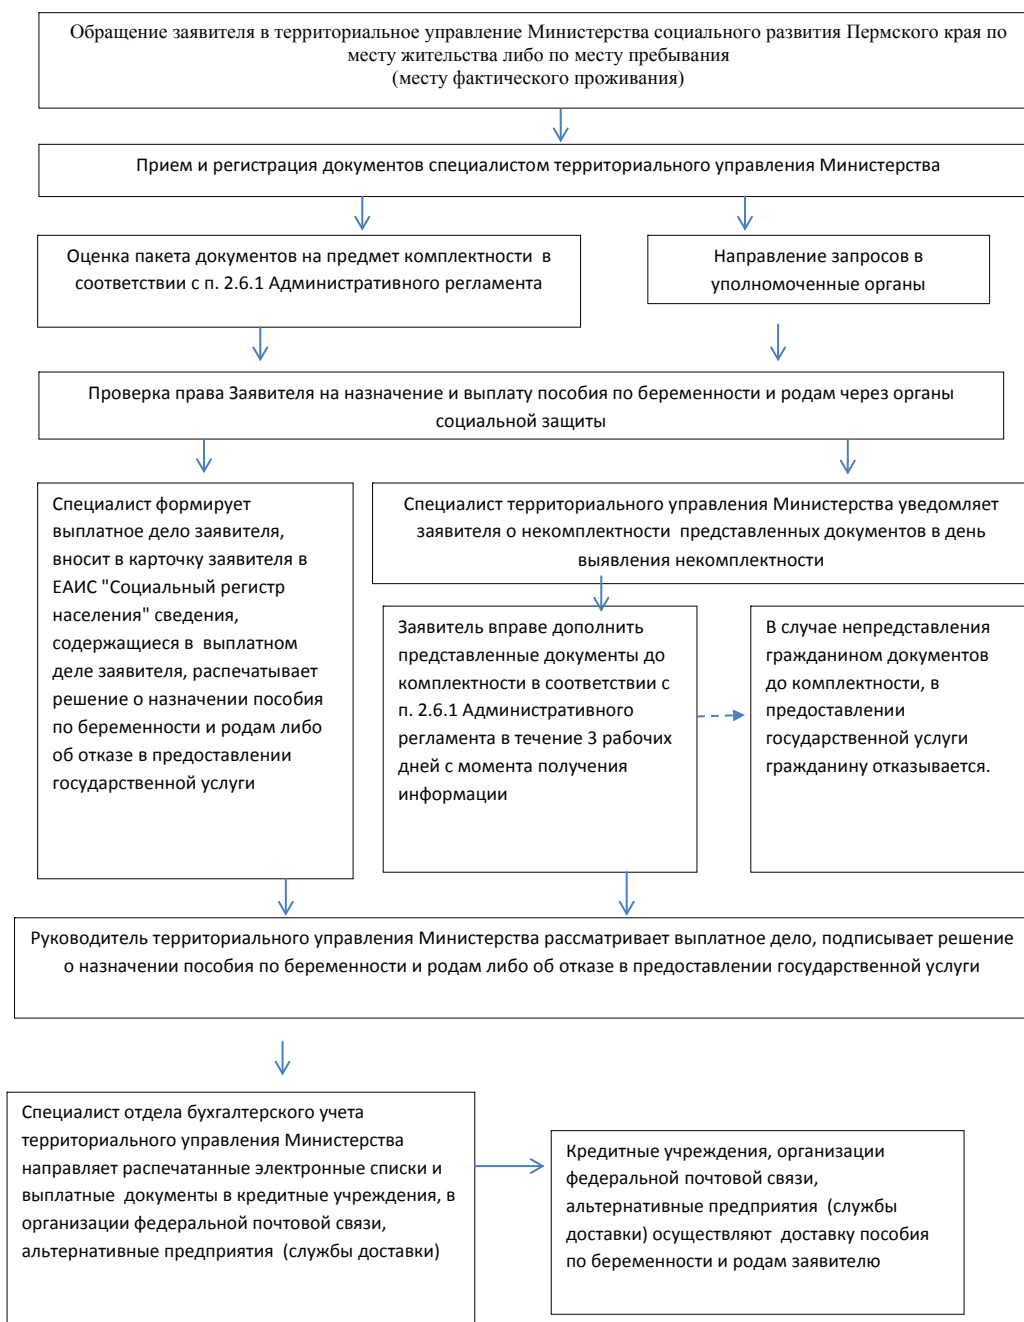 Обращение заявителя в территориальное управление Министерства социального развития Пермского края по
месту жительства либо по месту пребывания
(месту фактического проживания)
Прием и регистрация документов специалистом территориального управления Министерства
Оценка пакета документов на предмет комплектности в
соответствии с п. 2.6.1 Административного регламента
Направление запросов в
уполномоченные органы
Проверка права Заявителя на назначение и выплату пособия по беременности и родам через органы
социальной защиты
Специалист формирует
выплатное дело заявителя,
вносит в карточку заявителя в
ЕАИС "Социальный регистр
населения" сведения,
содержащиеся в выплатном
деле заявителя, распечатывает
решение о назначении пособия
по беременности и родам либо
об отказе в предоставлении
государственной услуги
Специалист территориального управления Министерства уведомляет
заявителя о некомплектности представленных документов в день
выявления некомплектности
Заявитель вправе дополнить
представленные документы до
комплектности в соответствии с
п. 2.6.1 Административного
регламента в течение 3 рабочих
дней с момента получения
информации
В случае непредставления
гражданином документов
до комплектности, в
предоставлении
государственной услуги
гражданину отказывается.
Руководитель территориального управления Министерства рассматривает выплатное дело, подписывает решение
о назначении пособия по беременности и родам либо об отказе в предоставлении государственной услуги
Специалист отдела бухгалтерского учета
территориального управления Министерства
направляет распечатанные электронные списки и
выплатные документы в кредитные учреждения, в
организации федеральной почтовой связи,
альтернативные предприятия (службы доставки)
Кредитные учреждения, организации
федеральной почтовой связи,
альтернативные предприятия (службы
доставки) осуществляют доставку пособия
по беременности и родам заявителю